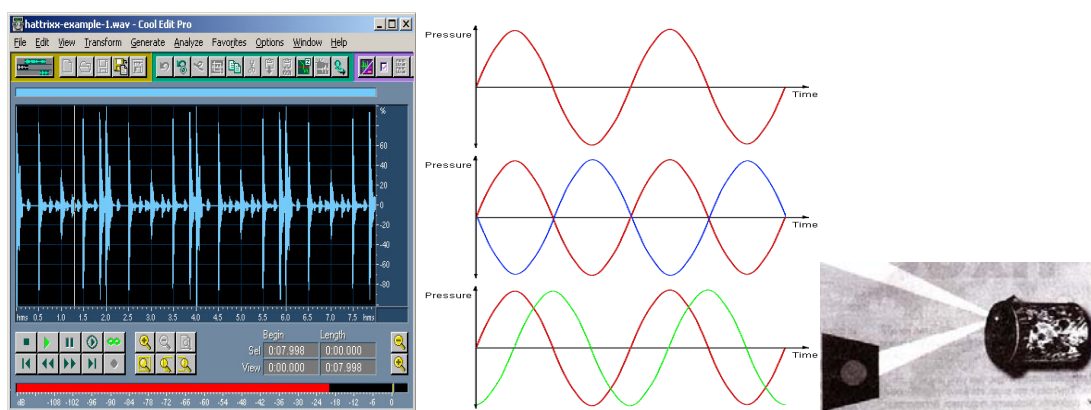 hattrixx-example-1.wav - Cool Edit Pro
File Edit View Transform Generate Analyze Favorites Options Window Help
%
60
40
20
0
-20
-40
-60
-80
hms 0.5 1.0 1.5 2.0 2.5 3.0 3.5 4.0 4.5 5.0 5.5 6.0 6.5 7.0 hms
Begin Length
Sel 0:07.998 0:00.000
View 0:00.000 0:07.998
dB -108 -102 -96 -90 -84 -78 -72 -66 -60 -54 -48 -42 -36 -30 -24 -18 -12 -6 0
Pressure
Time
Pressure
Time
Pressure
Time